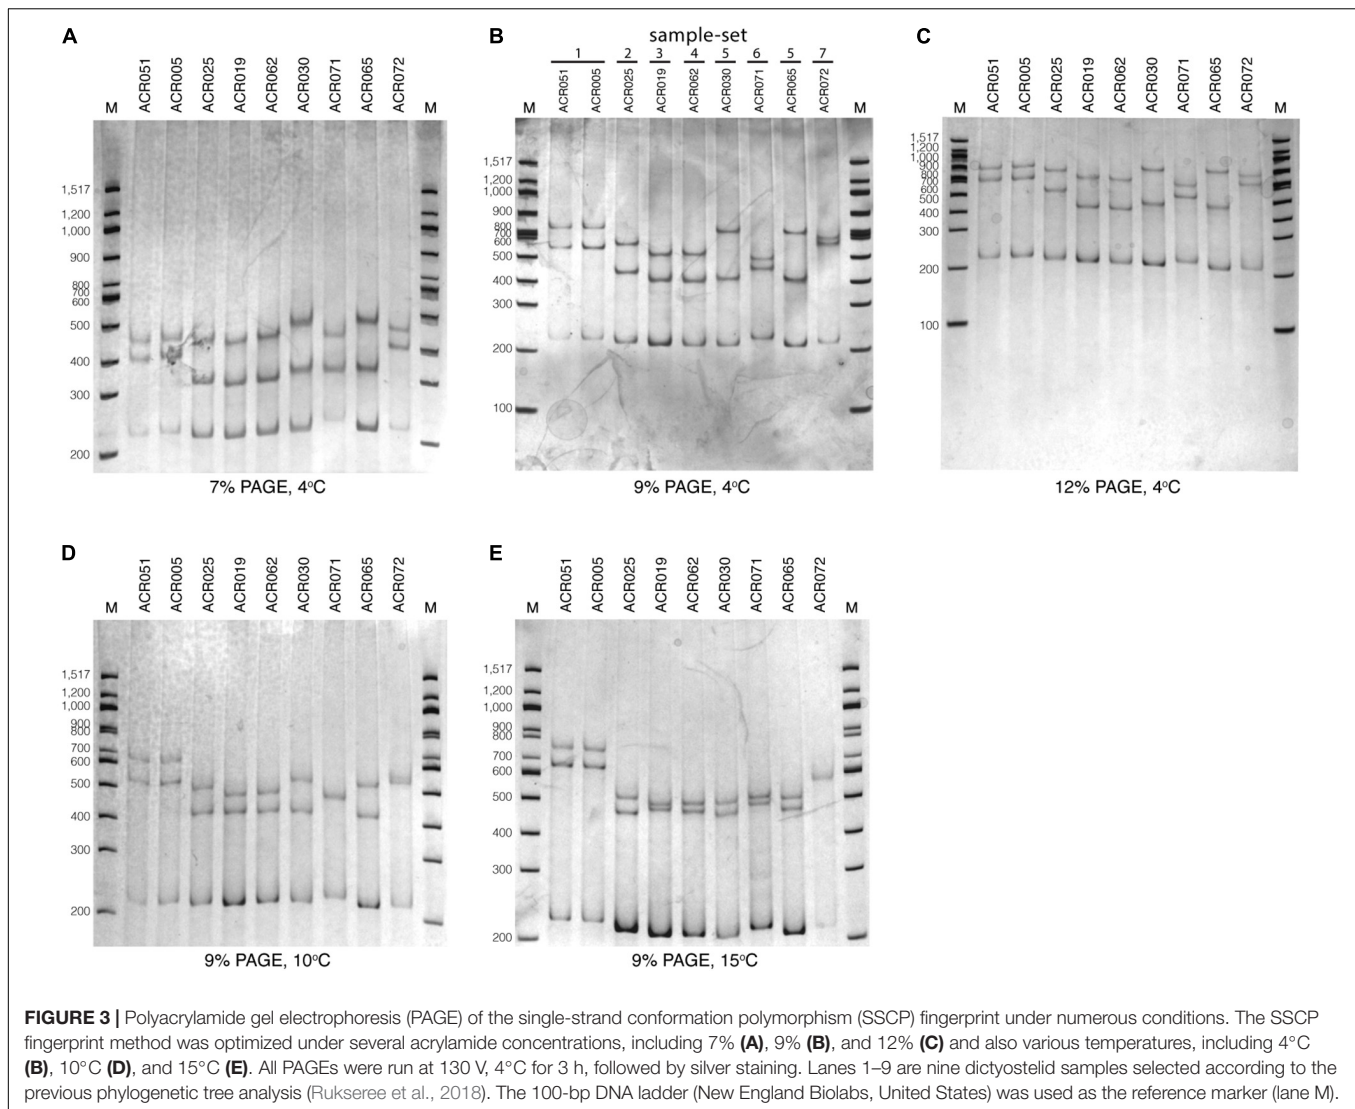 A
ACR051 ACR005 ACR025 ACR019 ACR062 ACR030 ACR071 ACR065 ACR072
M M
1,517
1,200
1,000
900
800
700
600
500
400
300
200
7% PAGE, 4°C
B
sample-set
1 2 3 4 5 6 5 7
ACR051 ACR005 ACR025 ACR019 ACR062 ACR030 ACR071 ACR065 ACR072
M M
1,517
1,200
1,000
900
800
700
600
500
400
300
200
100
9% PAGE, 4°C
C
ACR051 ACR005 ACR025 ACR019 ACR062 ACR030 ACR071 ACR065 ACR072
M M
1,517
1,200
1,000
900
800
700
600
500
400
300
200
100
12% PAGE, 4°C
D
ACR051 ACR005 ACR025 ACR019 ACR062 ACR030 ACR071 ACR065 ACR072
M M
1,517
1,200
1,000
900
800
700
600
500
400
300
200
9% PAGE, 10°C
E
ACR051 ACR005 ACR025 ACR019 ACR062 ACR030 ACR071 ACR065 ACR072
M M
1,517
1,200
1,000
900
800
700
600
500
400
300
200
9% PAGE, 15°C
FIGURE 3 | Polyacrylamide gel electrophoresis (PAGE) of the single-strand conformation polymorphism (SSCP) fingerprint under numerous conditions. The SSCP
fingerprint method was optimized under several acrylamide concentrations, including 7% (A), 9% (B), and 12% (C) and also various temperatures, including 4°C
(B), 10°C (D), and 15°C (E). All PAGEs were run at 130 V, 4°C for 3 h, followed by silver staining. Lanes 1–9 are nine dictyostelid samples selected according to the
previous phylogenetic tree analysis (Rukseree et al., 2018). The 100-bp DNA ladder (New England Biolabs, United States) was used as the reference marker (lane M).